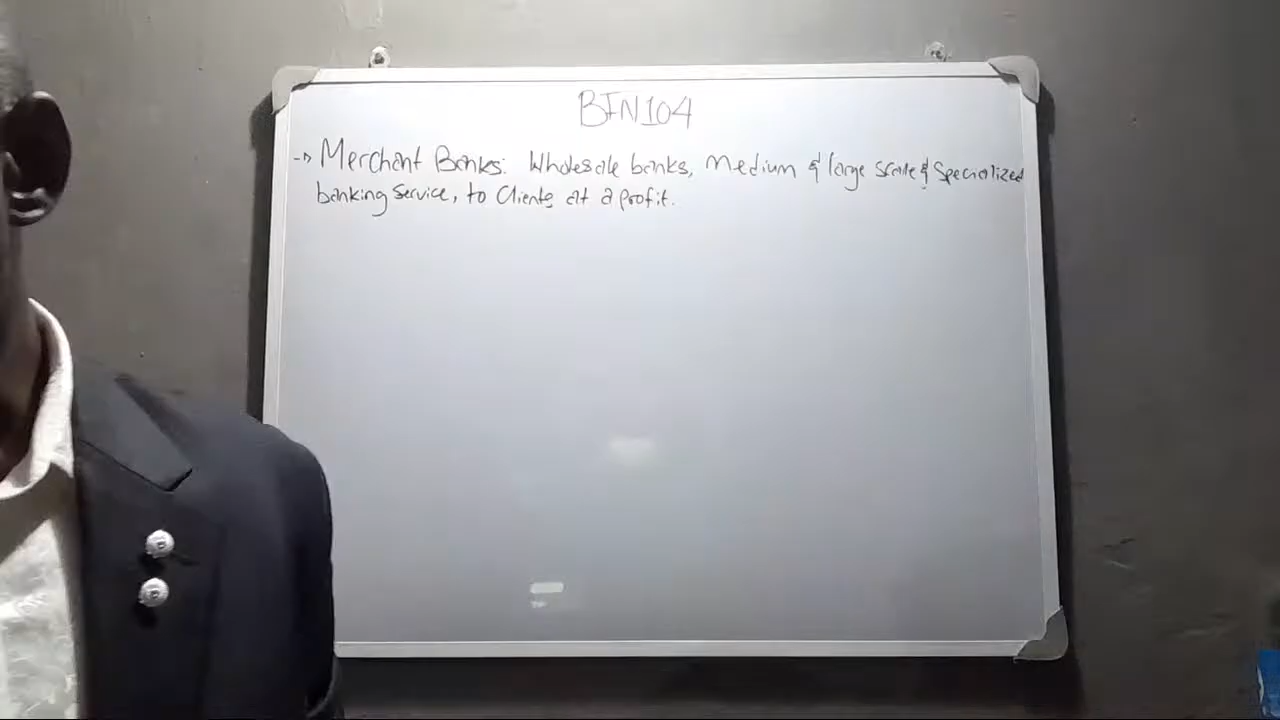 BFN104
-> Merchant Banks: Wholesale banks, Medium & large scale & Specialized
banking service, to Clients at a profit.